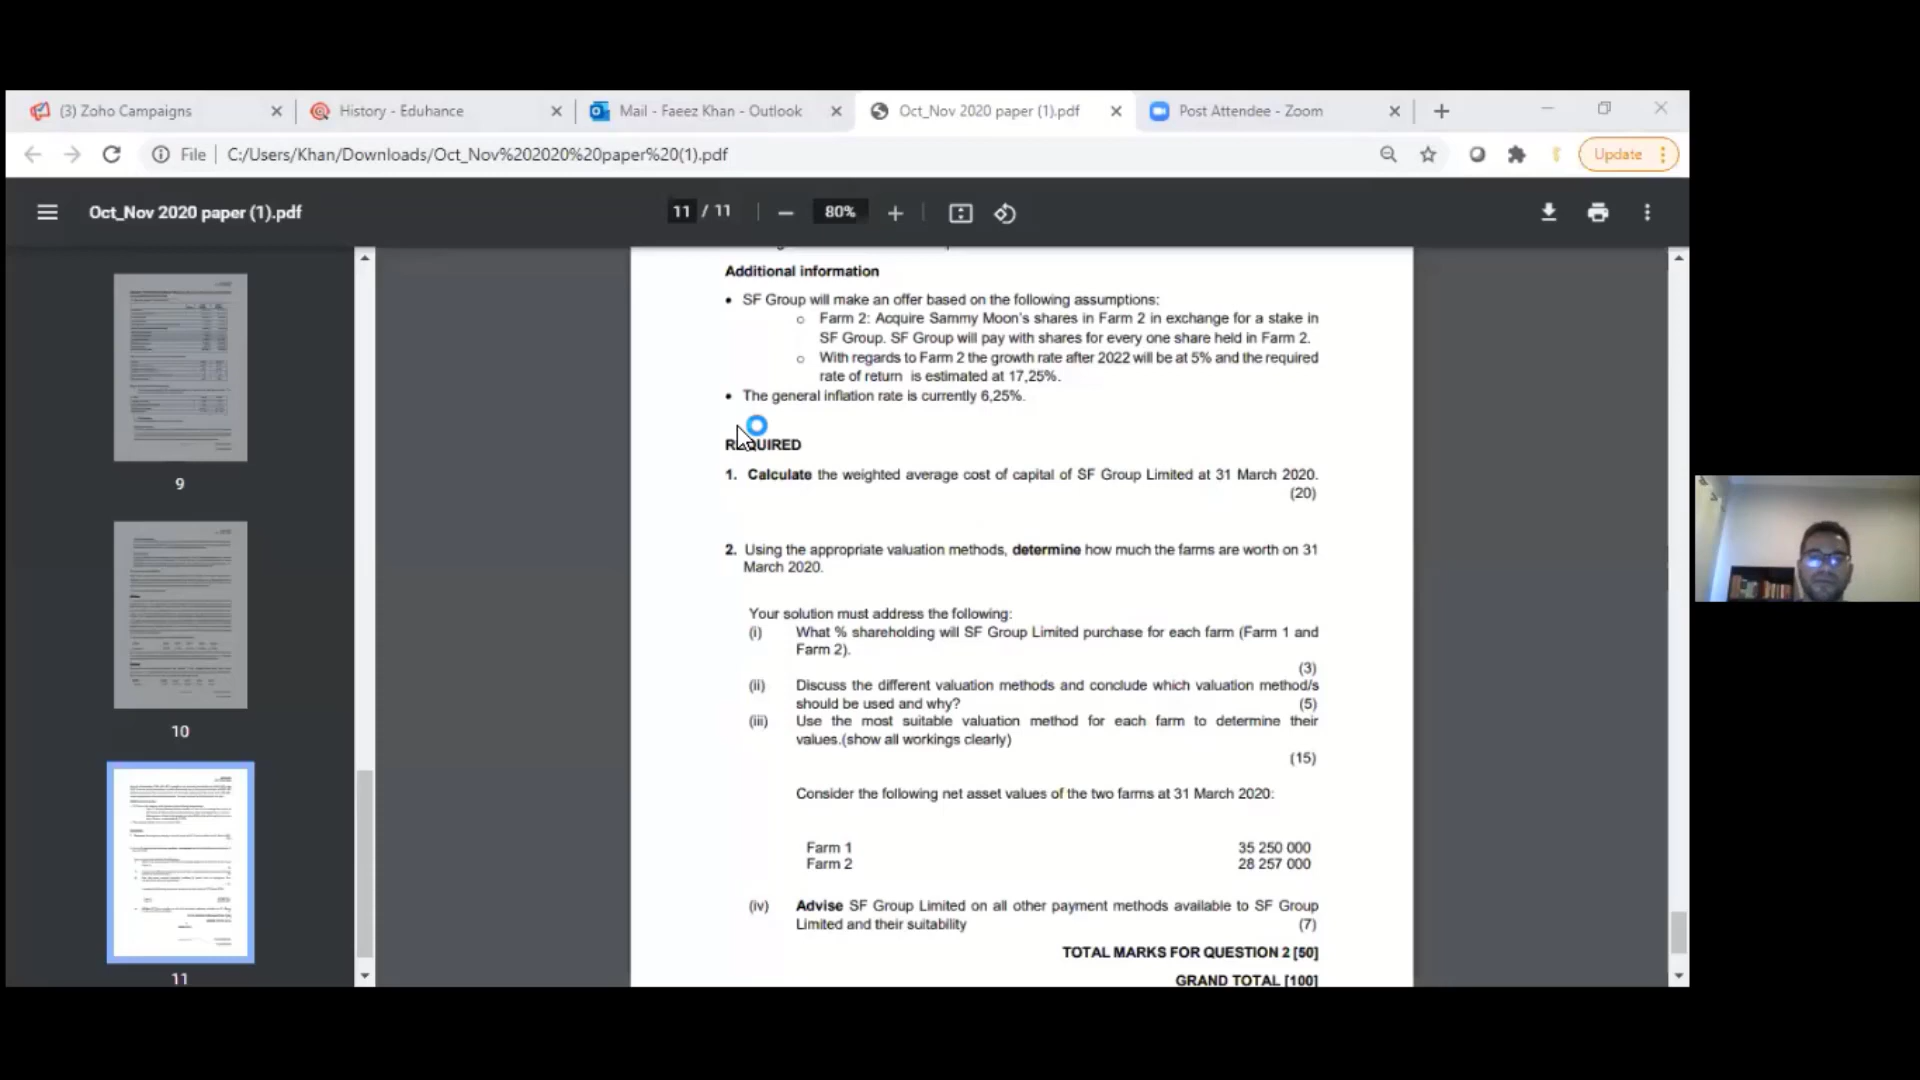 (3) Zoho Campaigns
History - Eduhance
Mail - Faeez Khan - Outlook
Oct_Nov 2020 paper (1).pdf
Post Attendee - Zoom
File
C:/Users/Khan/Downloads/Oct_Nov%202020%20paper%20(1).pdf
Update
Oct_Nov 2020 paper (1).pdf
11 / 11
80%
9
10
11
Additional information
• SF Group will make an offer based on the following assumptions:
o Farm 2: Acquire Sammy Moon's shares in Farm 2 in exchange for a stake in
SF Group. SF Group will pay with shares for every one share held in Farm 2.
o With regards to Farm 2 the growth rate after 2022 will be at 5% and the required
rate of return is estimated at 17,25%.
• The general inflation rate is currently 6,25%.
REQUIRED
1. Calculate the weighted average cost of capital of SF Group Limited at 31 March 2020.
(20)
2. Using the appropriate valuation methods, determine how much the farms are worth on 31
March 2020.
Your solution must address the following:
(i) What % shareholding will SF Group Limited purchase for each farm (Farm 1 and
Farm 2).
(3)
(ii) Discuss the different valuation methods and conclude which valuation method/s
should be used and why? (5)
(iii) Use the most suitable valuation method for each farm to determine their
values.(show all workings clearly)
(15)
Consider the following net asset values of the two farms at 31 March 2020:
Farm 1 35 250 000
Farm 2 28 257 000
(iv) Advise SF Group Limited on all other payment methods available to SF Group
Limited and their suitability (7)
TOTAL MARKS FOR QUESTION 2 [50]
GRAND TOTAL [100]